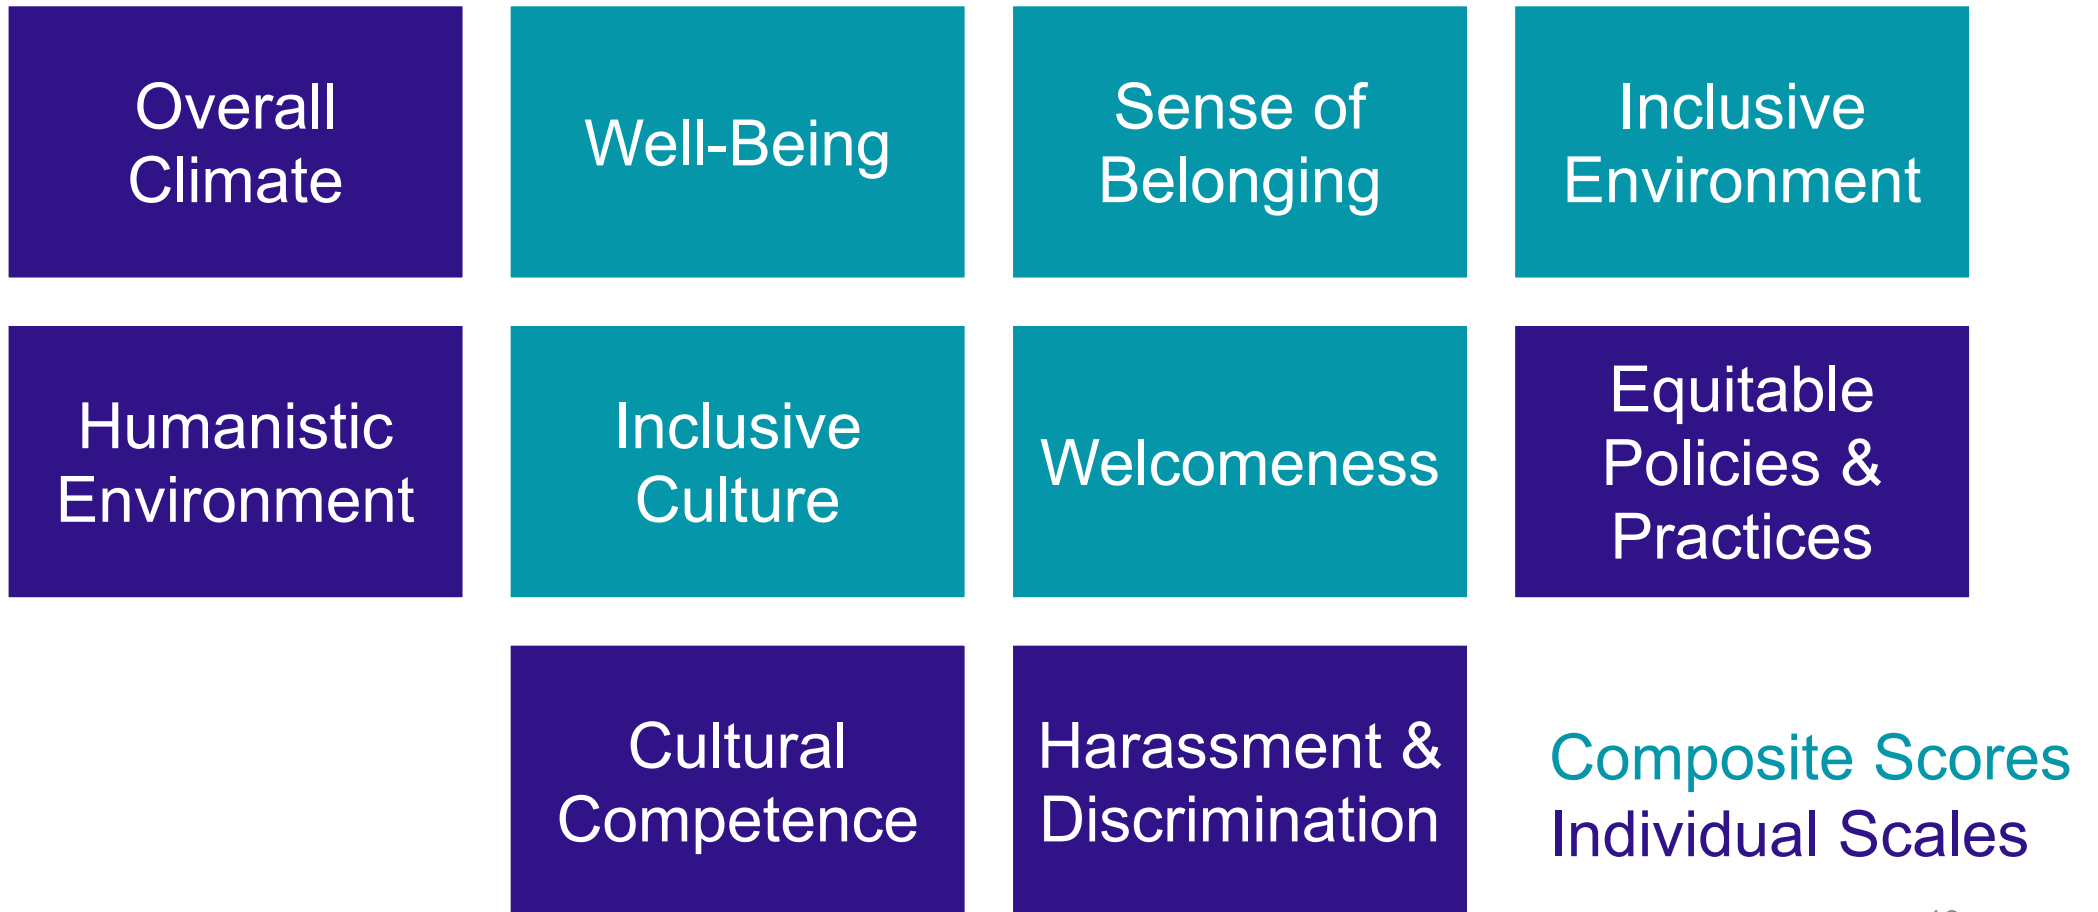 Overall
Climate
Well-Being
Sense of
Belonging
Inclusive
Environment
Humanistic
Environment
Inclusive
Culture
Welcomeness
Equitable
Policies &
Practices
Cultural
Competence
Harassment &
Discrimination
Composite Scores
Individual Scales